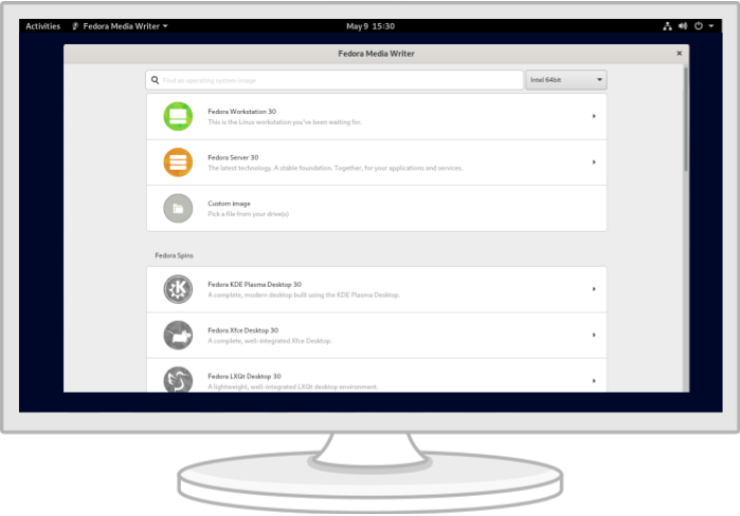 Activities Fedora Media Writer May 9 15:30
Fedora Media Writer
Find an operating system image Intel 64bit
Fedora Workstation 30
This is the Linux workstation you've been waiting for.
Fedora Server 30
The latest technology. A stable foundation. Together, for your applications and services.
Custom image
Pick a file from your drive(s)
Fedora Spins
Fedora KDE Plasma Desktop 30
A complete, modern desktop built using the KDE Plasma Desktop.
Fedora Xfce Desktop 30
A complete, well-integrated Xfce Desktop.
Fedora LXQt Desktop 30
A lightweight, well-integrated LXQt desktop environment.